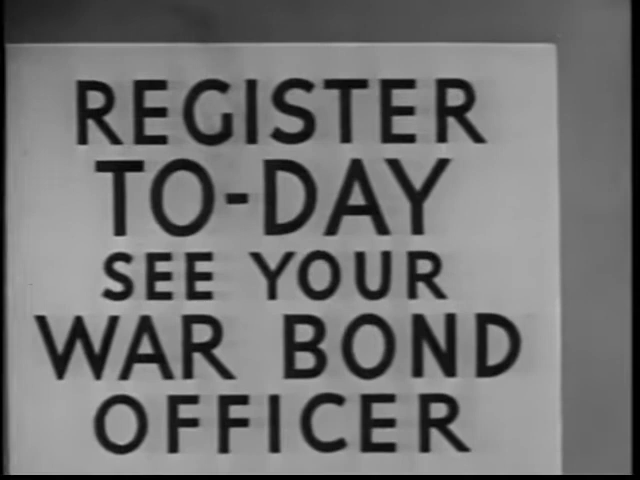 REGISTER
TO-DAY
SEE YOUR
WAR BOND
OFFICER